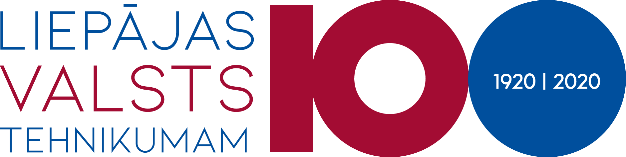 LIEPĀJAS
VALSTS
TEHNIKUMAM
100
1920 | 2020